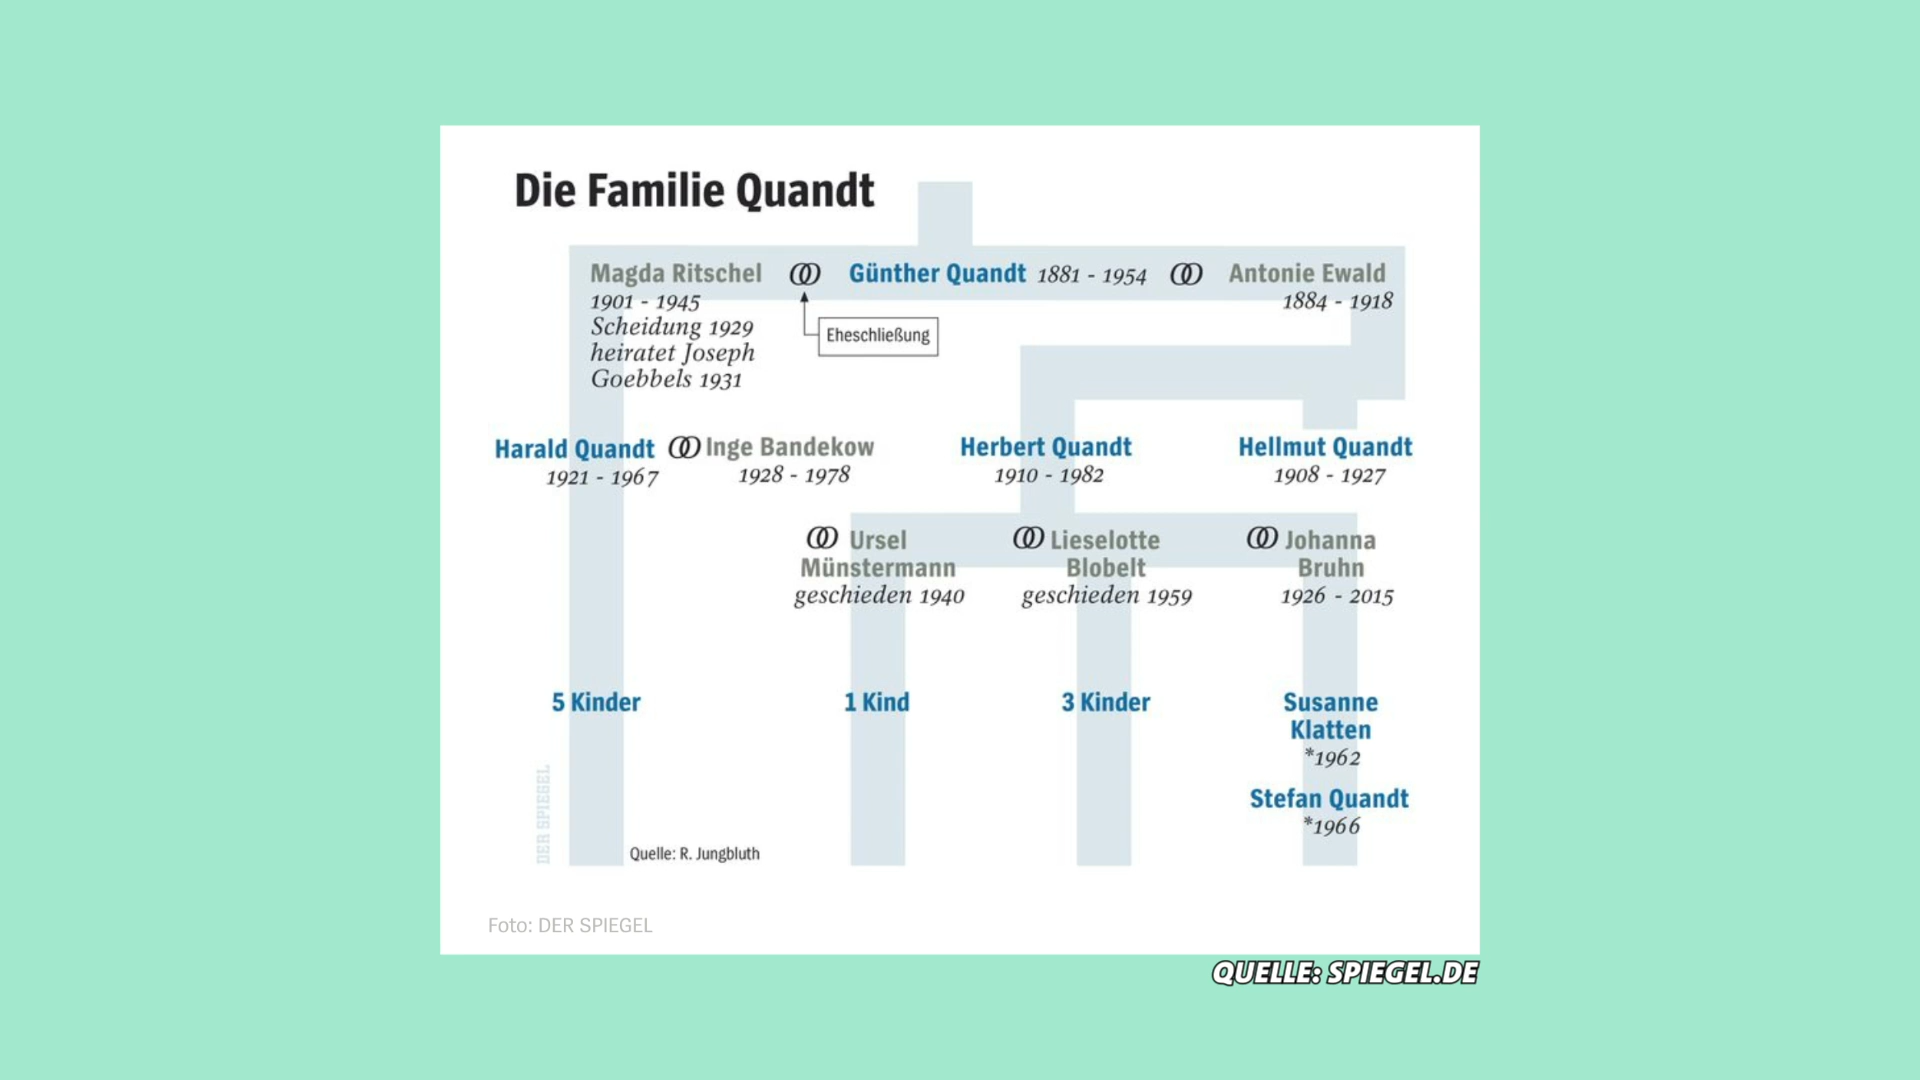 Die Familie Quandt
Magda Ritschel
1901 - 1945
Scheidung 1929
heiratet Joseph
Goebbels 1931
Günther Quandt 1881 - 1954
Antonie Ewald
1884 - 1918
Eheschließung
Harald Quandt
1921 - 1967
Inge Bandekow
1928 - 1978
Herbert Quandt
1910 - 1982
Hellmut Quandt
1908 - 1927
Ursel
Münstermann
geschieden 1940
Lieselotte
Blobelt
geschieden 1959
Johanna
Bruhn
1926 - 2015
5 Kinder
1 Kind
3 Kinder
Susanne
Klatten
*1962
Stefan Quandt
*1966
DER SPIEGEL
Quelle: R. Jungbluth
Foto: DER SPIEGEL
QUELLE: SPIEGEL.DE